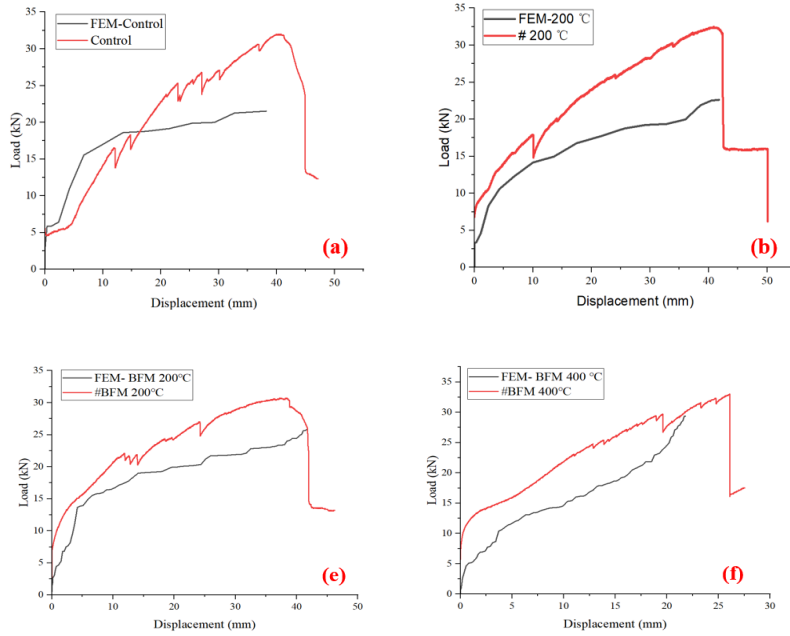 FEM-Control
Control
35
30
25
20
15
10
5
0
Load (kN)
0 10 20 30 40 50
Displacement (mm)
(a)
FEM-200 ℃
# 200 ℃
35
30
25
20
15
10
5
0
Load (kN)
0 10 20 30 40 50
Displacement (mm)
(b)
FEM- BFM 200°C
#BFM 200°C
35
30
25
20
15
10
5
0
Load (kN)
0 10 20 30 40 50
Displacement (mm)
(e)
FEM- BFM 400 °C
#BFM 400°C
35
30
25
20
15
10
5
0
Load (kN)
0 5 10 15 20 25 30
Displacement (mm)
(f)